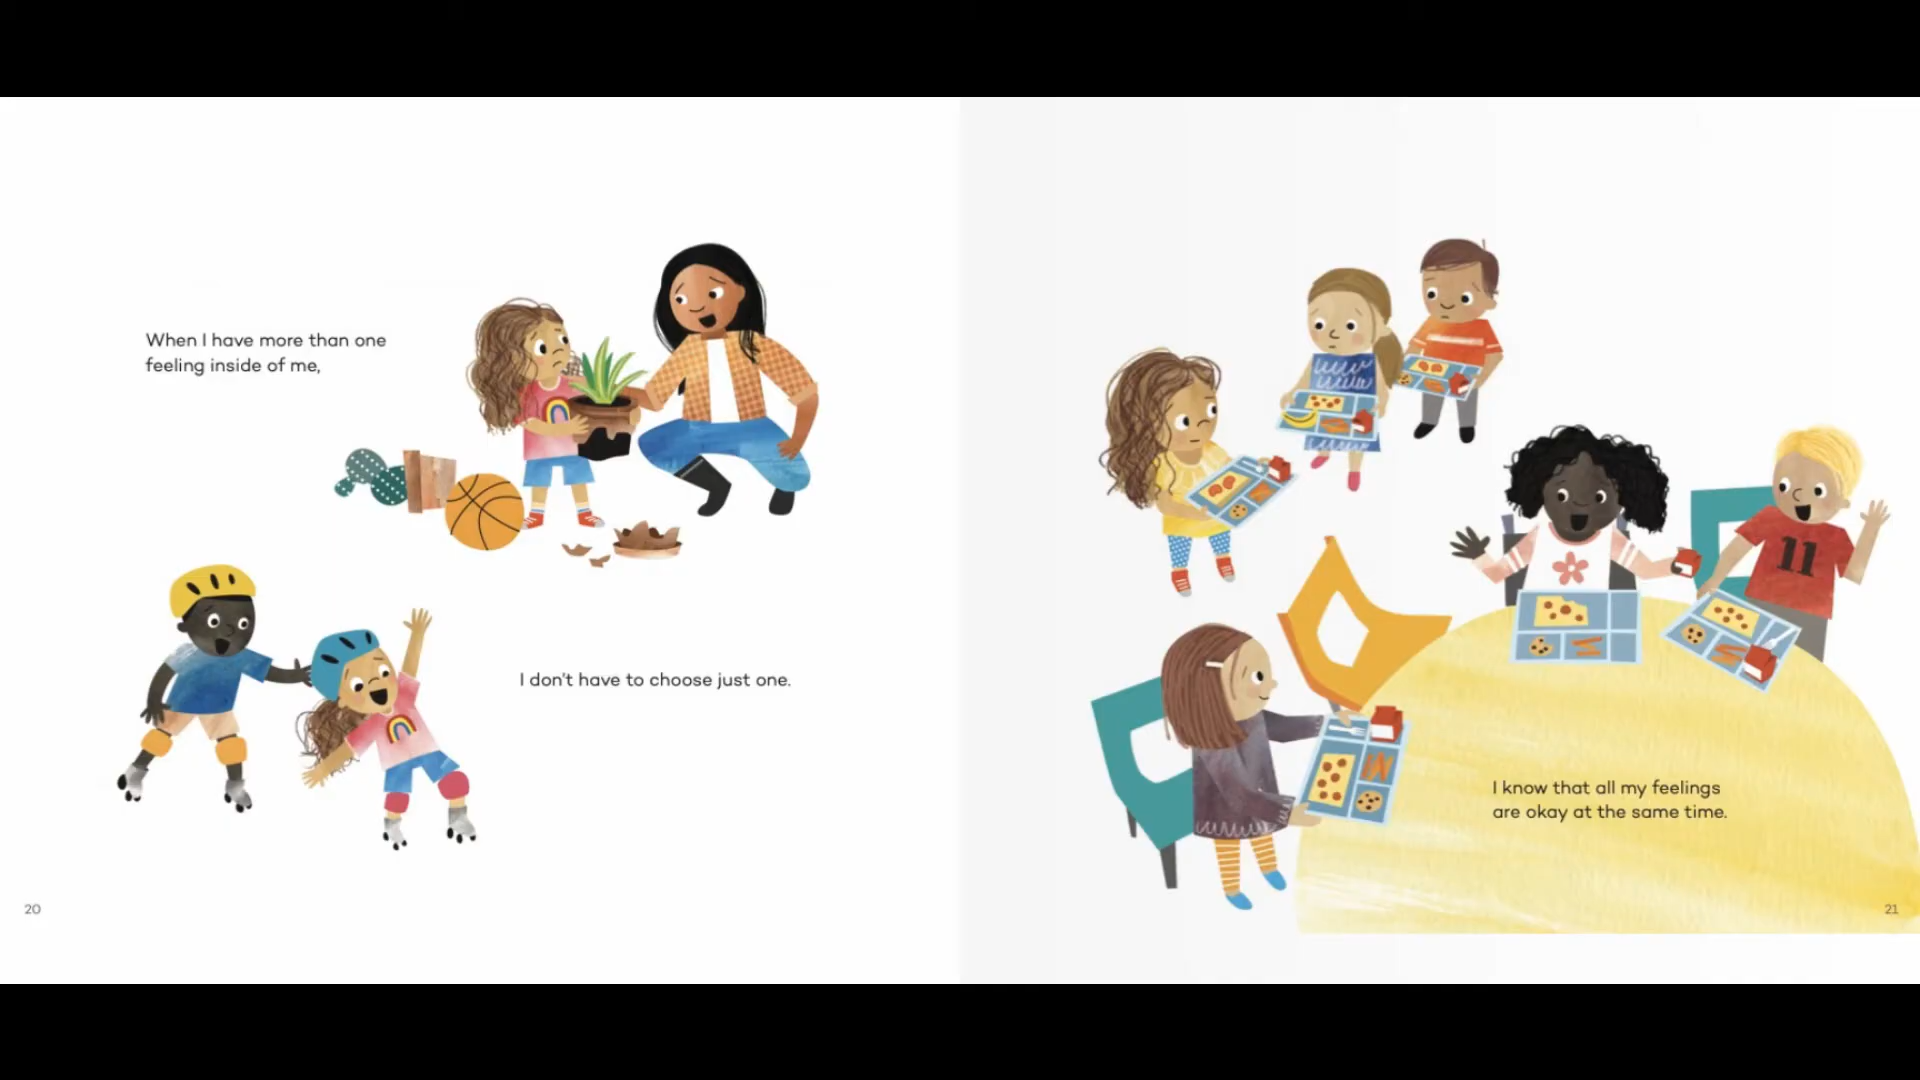 When I have more than one
feeling inside of me,
I don't have to choose just one.
20
11
I know that all my feelings
are okay at the same time.
21